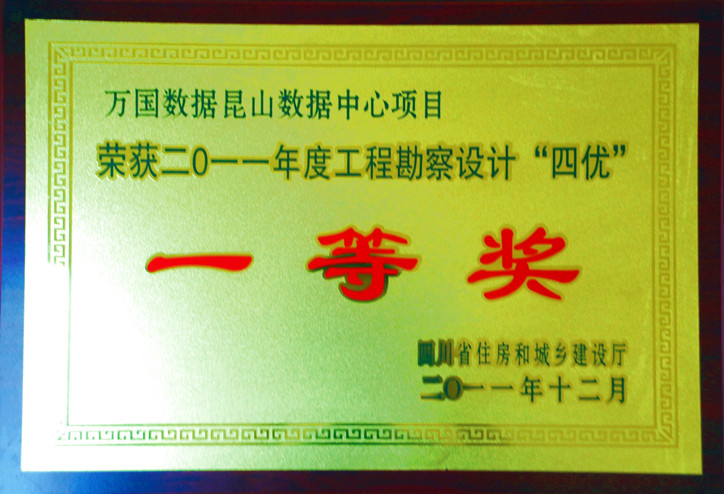 万国数据昆山数据中心项目
荣获二0一一年度工程勘察设计“四优”
一等奖
四川省住房和城乡建设厅
二0一一年十二月